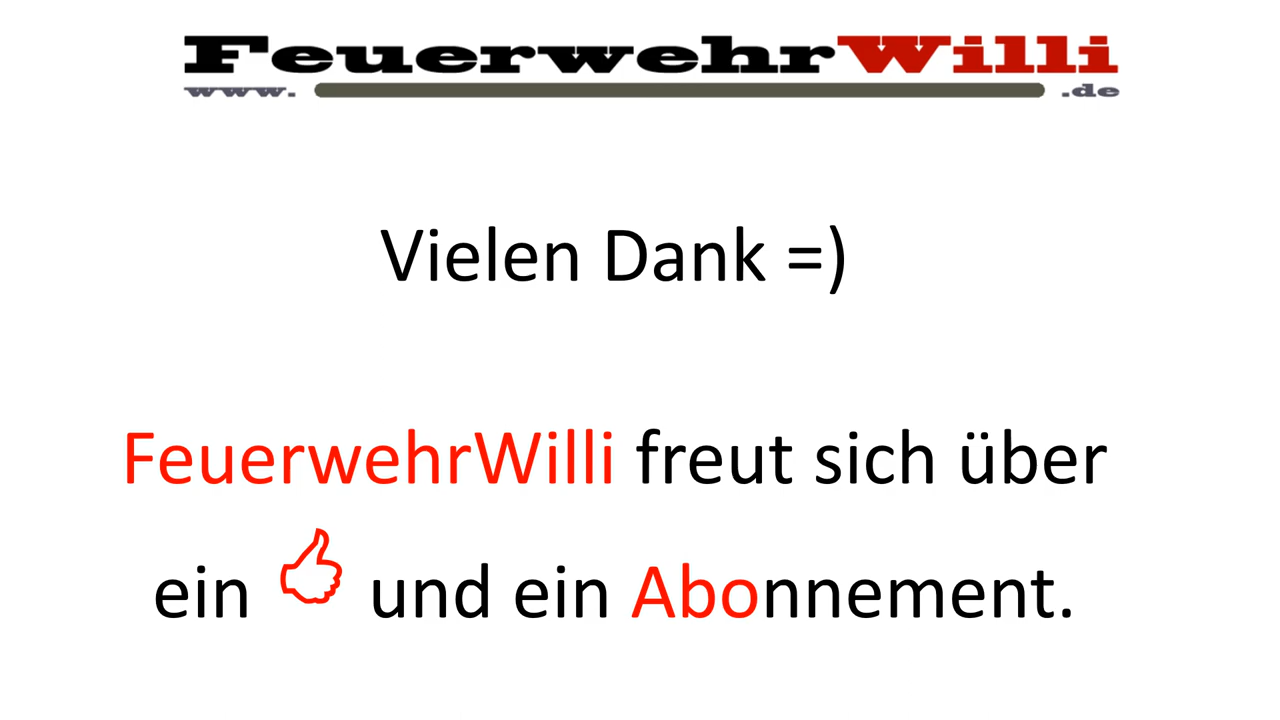 FeuerwehrWilli
www. .de
Vielen Dank =)
FeuerwehrWilli freut sich über
ein 👍 und ein Abonnement.